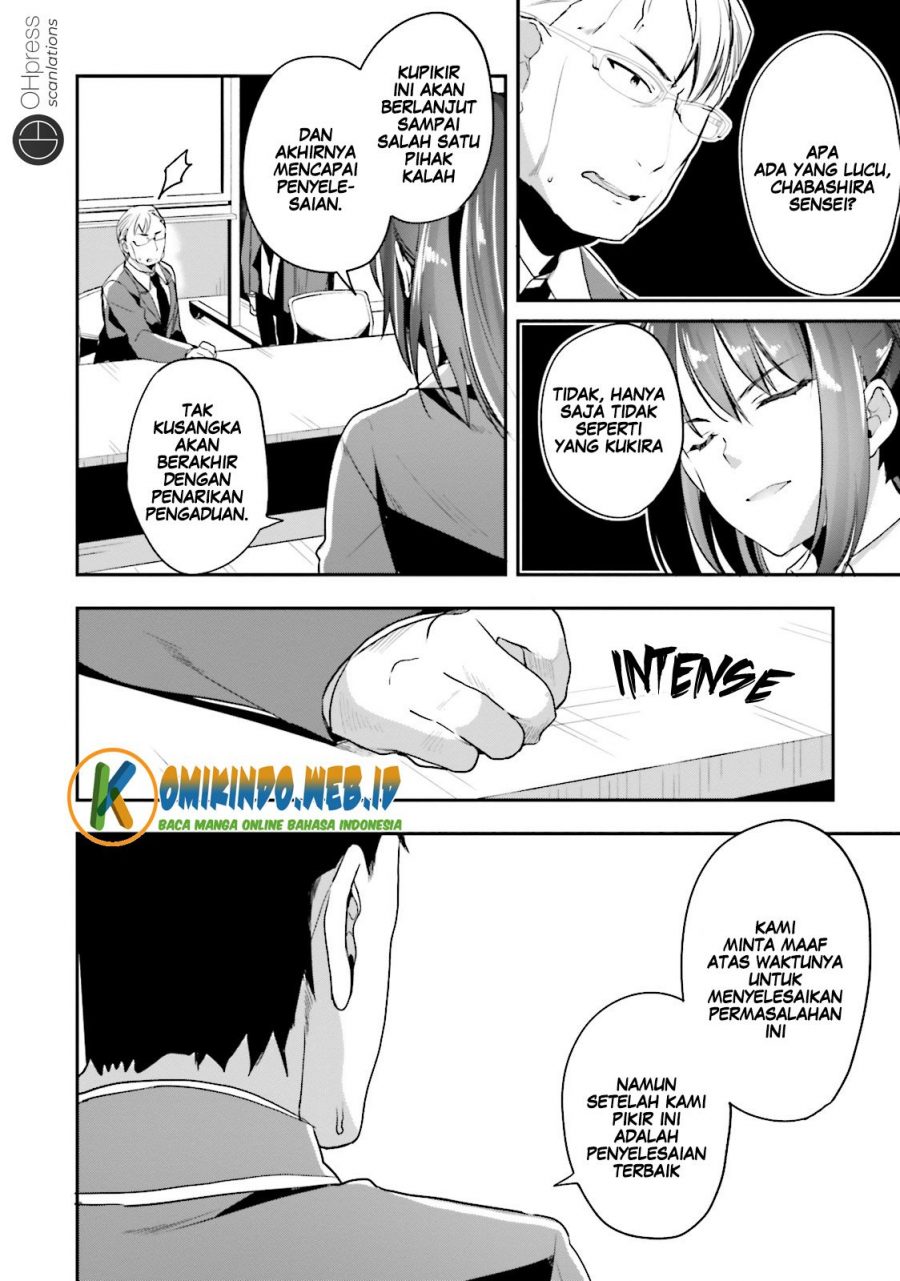 OHpress
scanlations
APA
ADA YANG LUCU,
CHABASHIRA
SENSEI?
TIDAK, HANYA
SAJA TIDAK
SEPERTI
YANG KUKIRA
KUPIKIR
INI AKAN
BERLANJUT
SAMPAI
SALAH SATU
PIHAK
KALAH
DAN
AKHIRNYA
MENCAPAI
PENYELE-
SAIAN.
TAK
KUSANGKA
AKAN
BERAKHIR
DENGAN
PENARIKAN
PENGADUAN.
INTENSE
KOMIKINDO.WEB.ID
BACA MANGA ONLINE BAHASA INDONESIA
KAMI
MINTA MAAF
ATAS WAKTUNYA
UNTUK
MENYELESAIKAN
PERMASALAHAN
INI
NAMUN
SETELAH KAMI
PIKIR INI
ADALAH
PENYELESAIAN
TERBAIK